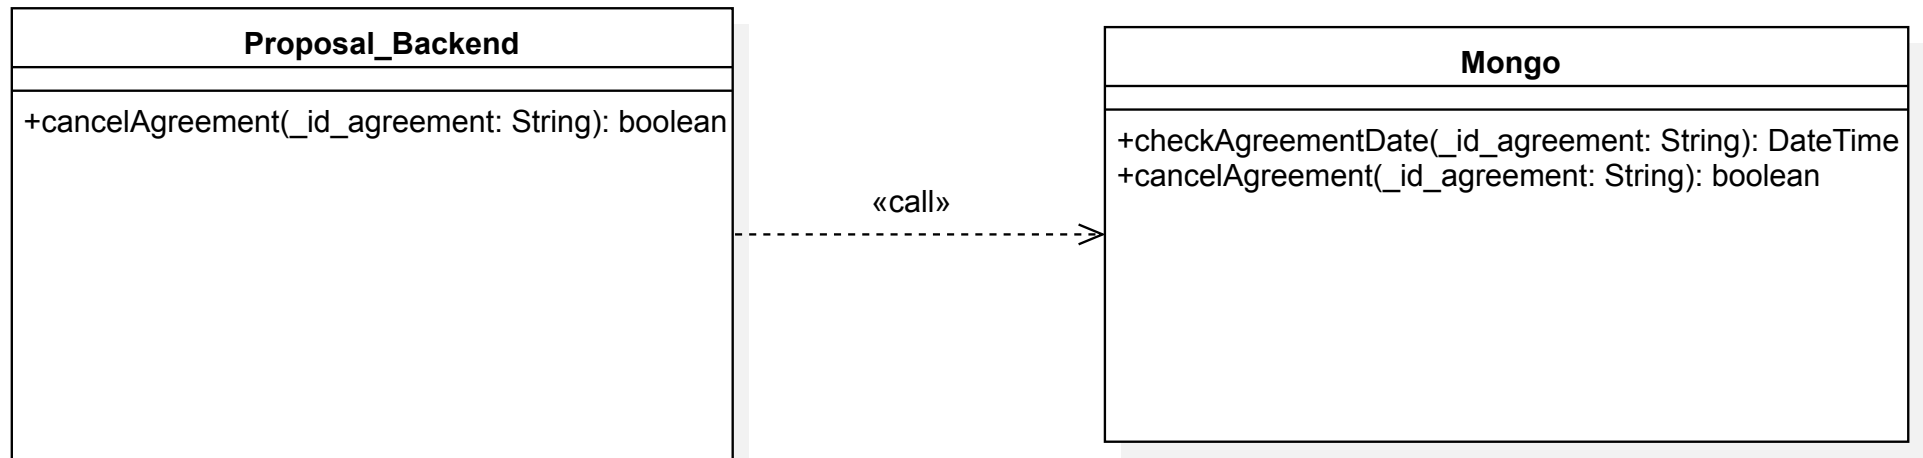 Proposal_Backend
+cancelAgreement(_id_agreement: String): boolean
«call»
Mongo
+checkAgreementDate(_id_agreement: String): DateTime
+cancelAgreement(_id_agreement: String): boolean